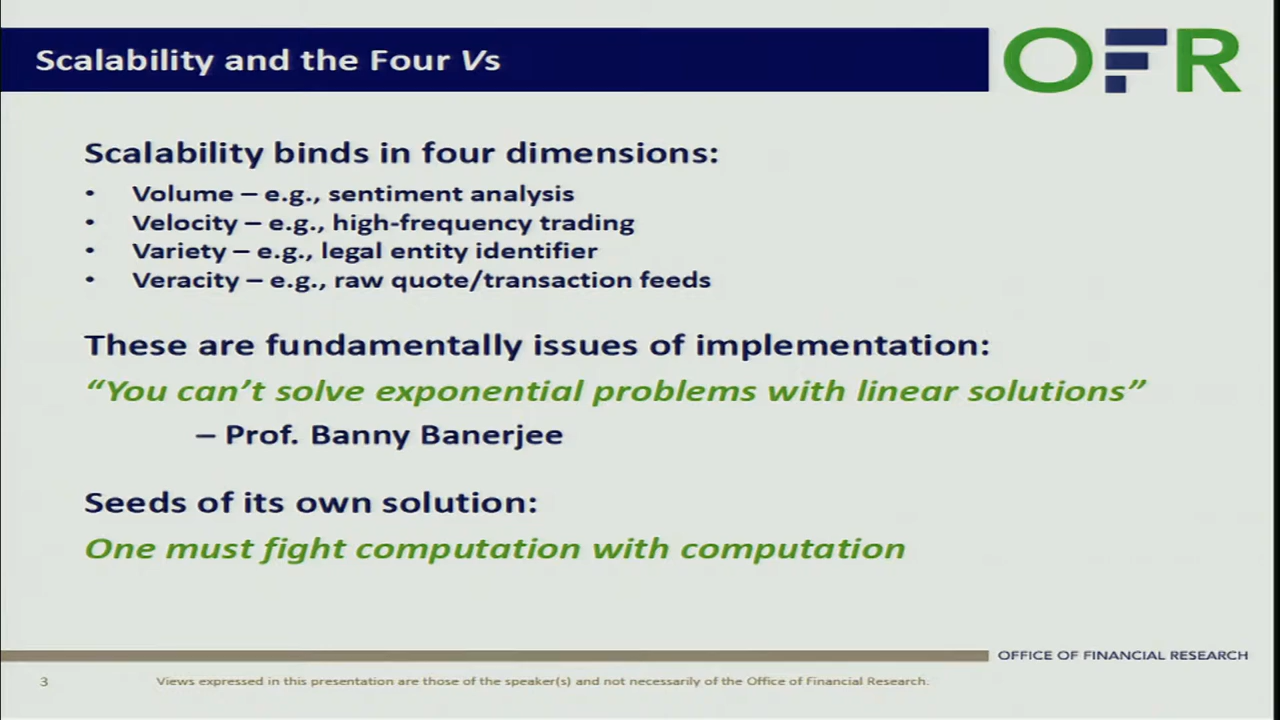 Scalability and the Four Vs
OFR
Scalability binds in four dimensions:
• Volume – e.g., sentiment analysis
• Velocity – e.g., high-frequency trading
• Variety – e.g., legal entity identifier
• Veracity – e.g., raw quote/transaction feeds
These are fundamentally issues of implementation:
“You can’t solve exponential problems with linear solutions”
– Prof. Banny Banerjee
Seeds of its own solution:
One must fight computation with computation
OFFICE OF FINANCIAL RESEARCH
3
Views expressed in this presentation are those of the speaker(s) and not necessarily of the Office of Financial Research.